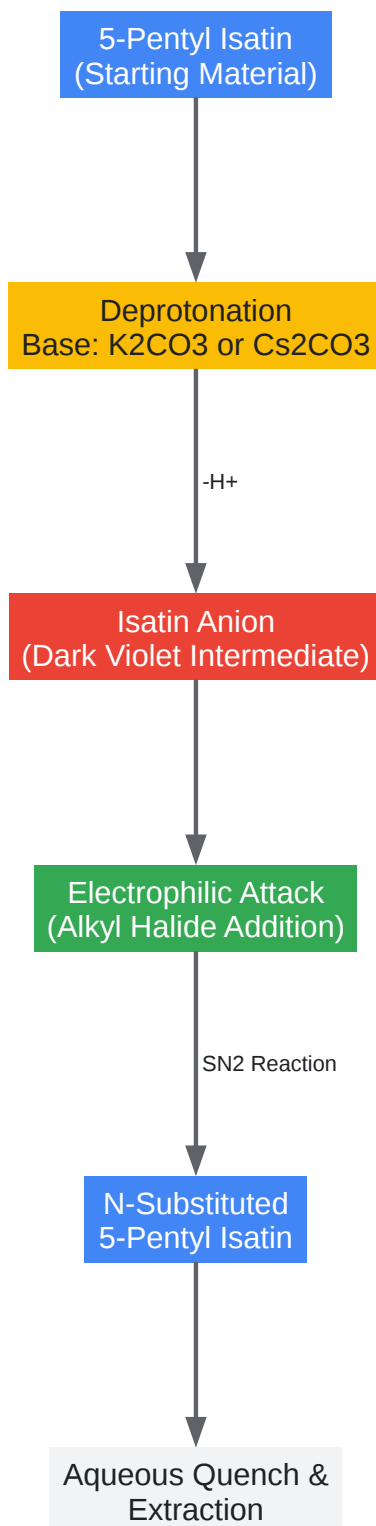 5-Pentyl Isatin
(Starting Material)
Deprotonation
Base: K2CO3 or Cs2CO3
-H+
Isatin Anion
(Dark Violet Intermediate)
Electrophilic Attack
(Alkyl Halide Addition)
SN2 Reaction
N-Substituted
5-Pentyl Isatin
Aqueous Quench &
Extraction